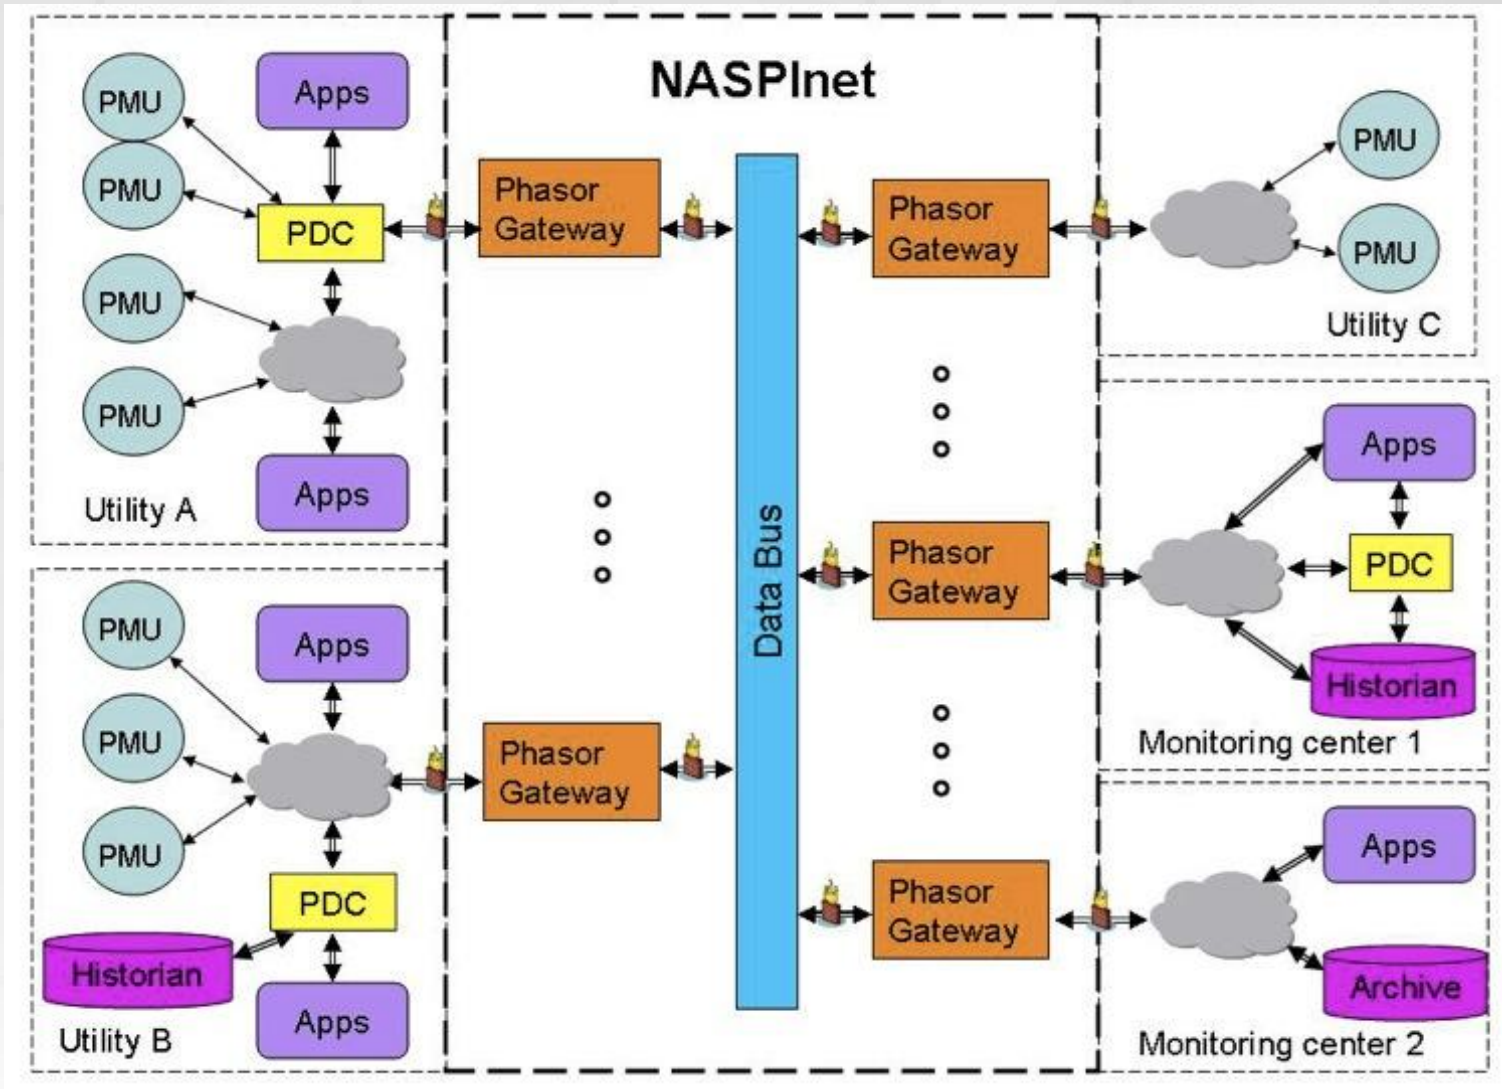 NASPInet
PMU
Apps
PMU
PDC
PMU
PMU
Apps
Utility A
PMU
Apps
PMU
PMU
PDC
Historian
Apps
Utility B
Phasor
Gateway
Phasor
Gateway
Data Bus
Phasor
Gateway
Phasor
Gateway
Phasor
Gateway
PMU
PMU
Utility C
Apps
PDC
Historian
Monitoring center 1
Apps
Archive
Monitoring center 2